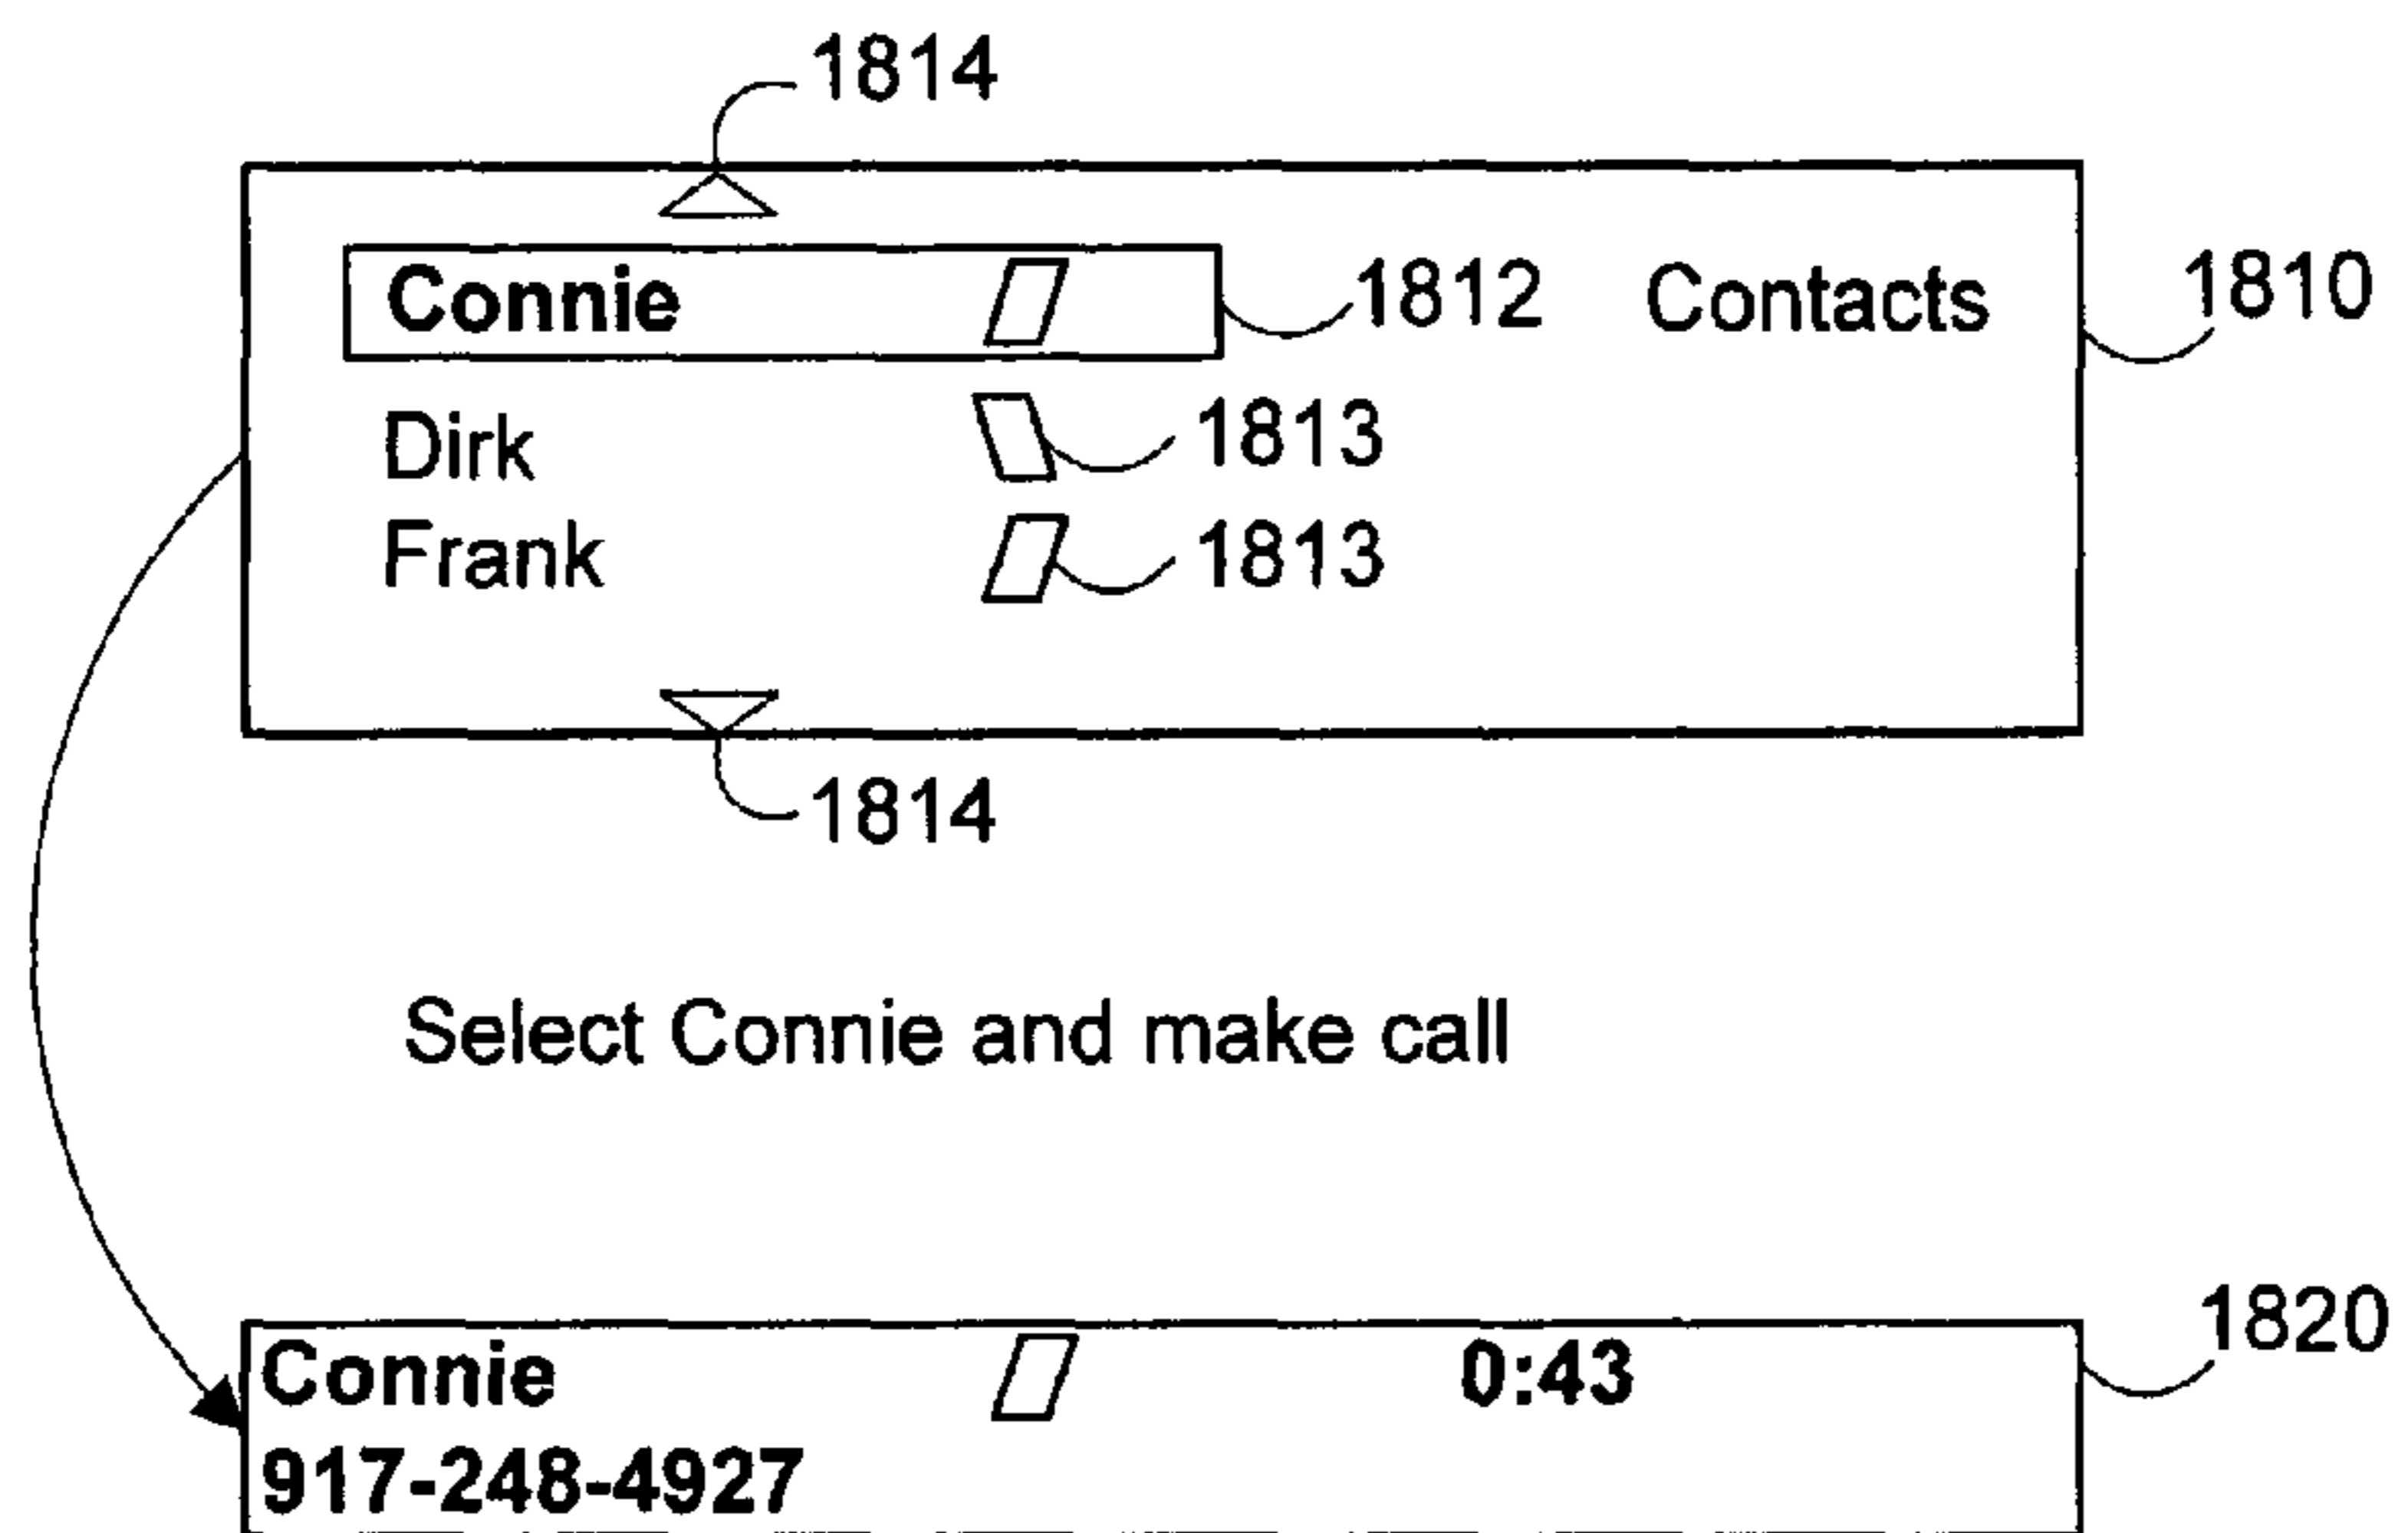 1814
Connie 1812 Contacts 1810
Dirk 1813
Frank 1813
1814
Select Connie and make call
1820
Connie 0:43
917-248-4927